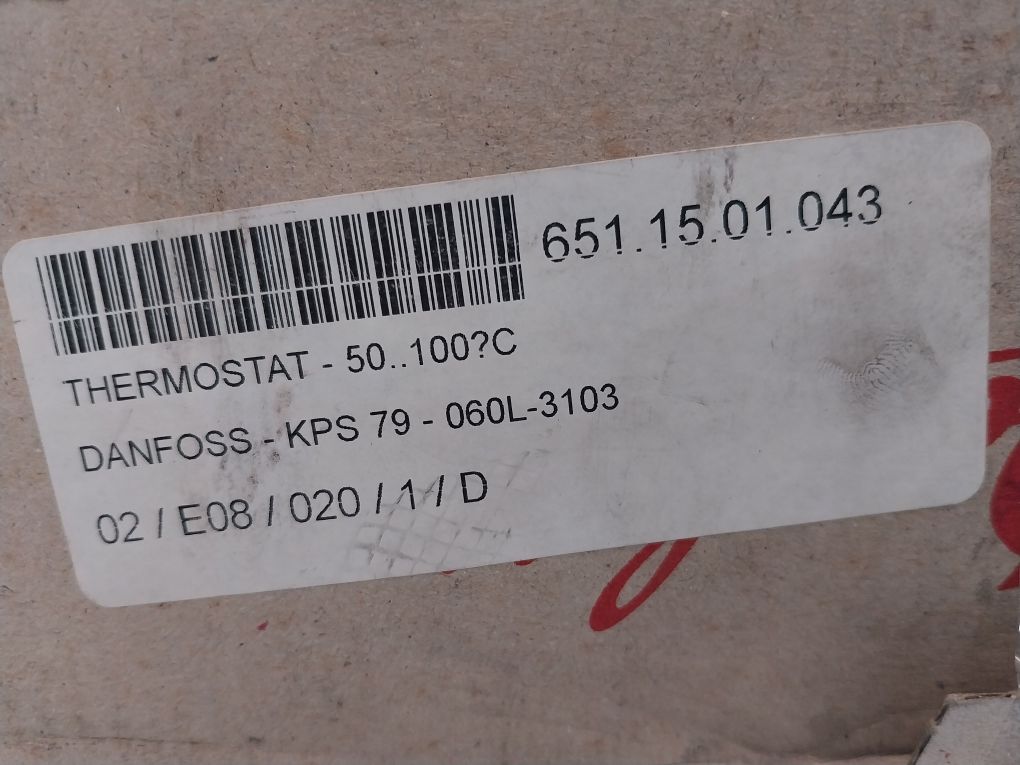 651.15.01.043
THERMOSTAT - 50..100?C
DANFOSS - KPS 79 - 060L-3103
02 / E08 / 020 / 1 / D